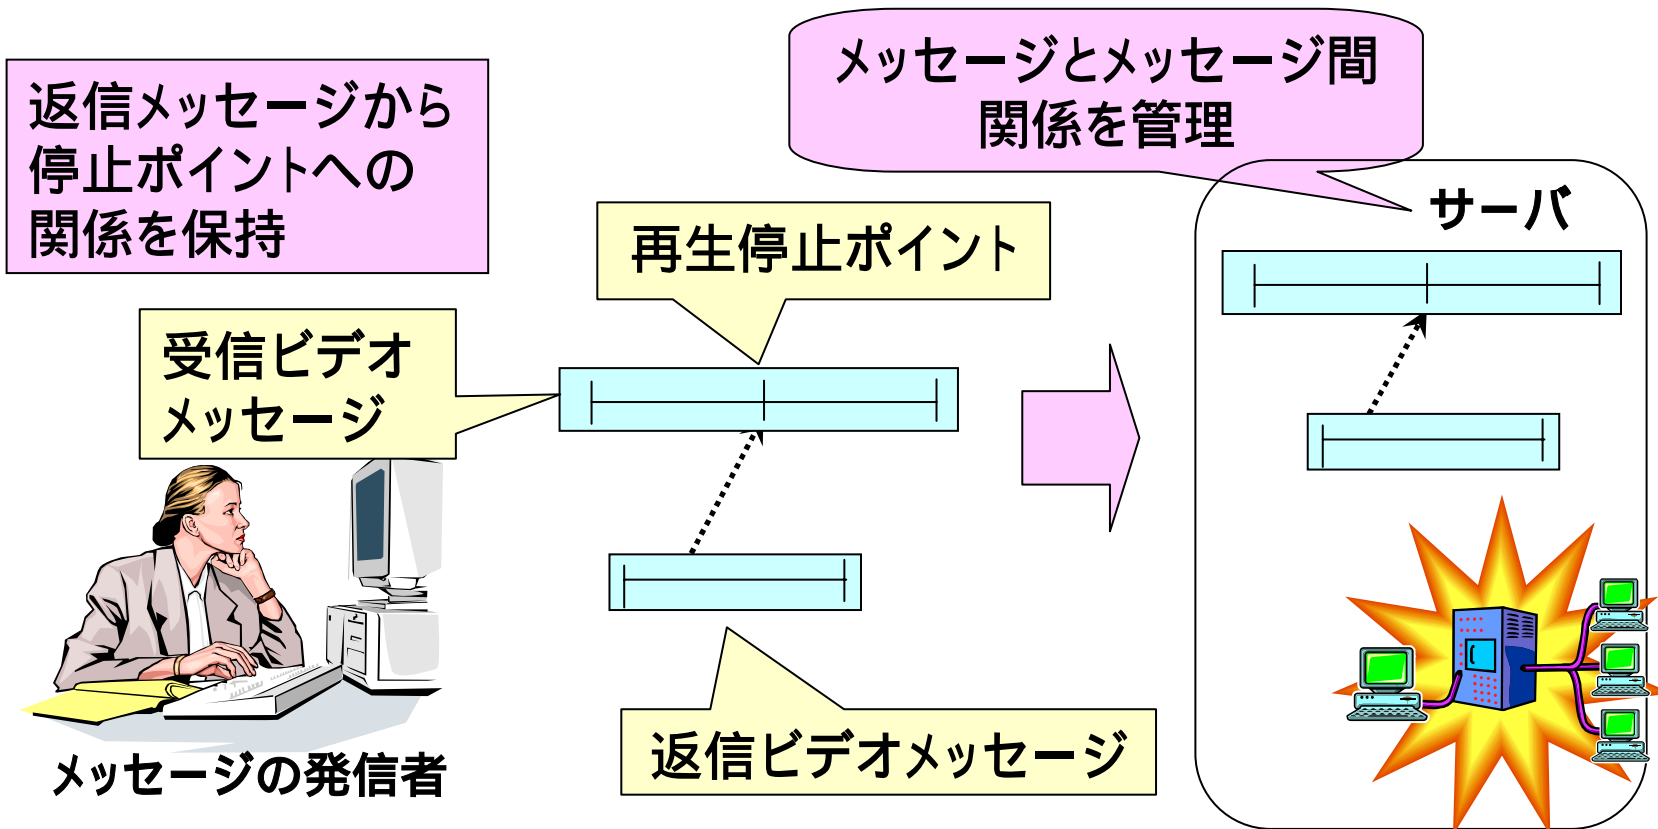 返信メッセージから
停止ポイントへの
関係を保持
メッセージとメッセージ間
関係を管理
サーバ
再生停止ポイント
受信ビデオ
メッセージ
返信ビデオメッセージ
メッセージの発信者